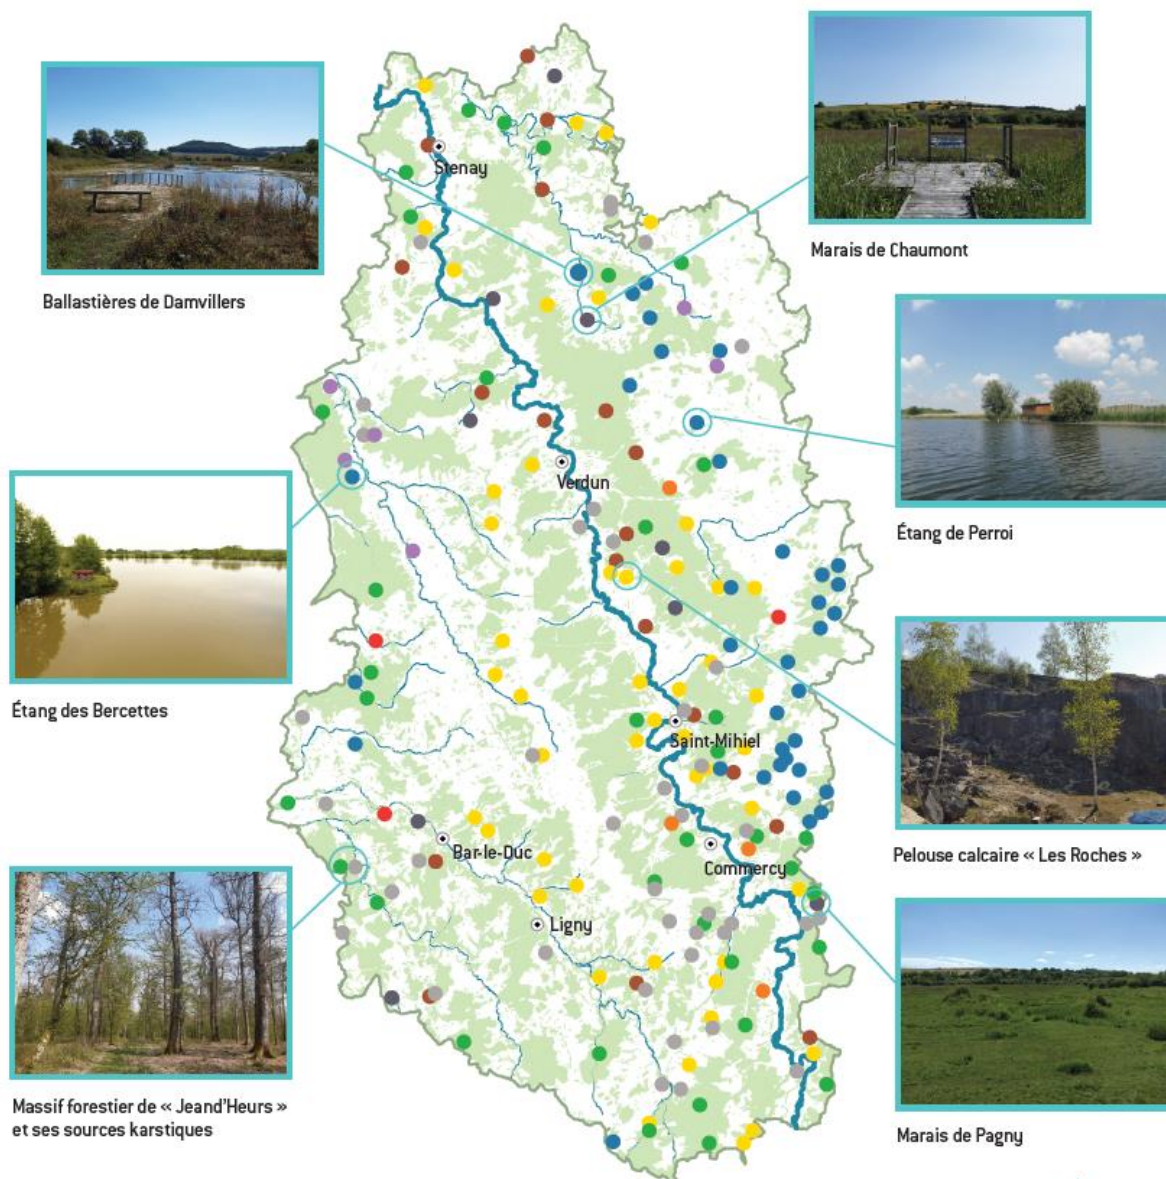 Stenay
Marais de Chaumont
Ballastières de Damvillers
Verdun
Étang de Perroi
Étang des Bercettes
Saint-Mihiel
Bar-le-Duc
Commercy
Pelouse calcaire « Les Roches »
Ligny
Massif forestier de « Jeand'Heurs »
et ses sources karstiques
Marais de Pagny